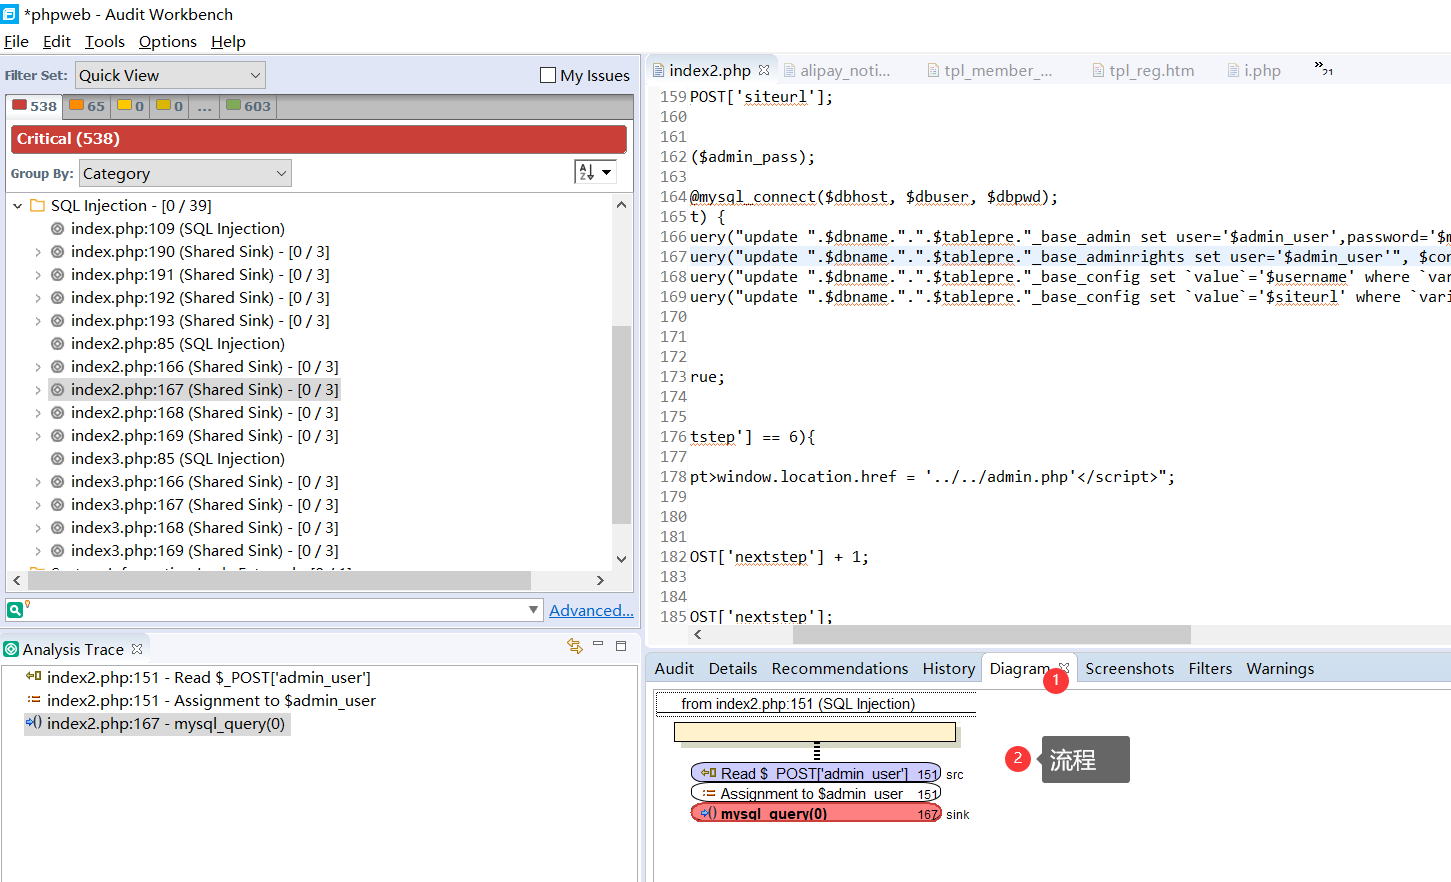 *phpweb - Audit Workbench
File Edit Tools Options Help
Filter Set: Quick View My Issues
538 65 0 0 ... 603
Critical (538)
Group By: Category
SQL Injection - [0 / 39]
index.php:109 (SQL Injection)
index.php:190 (Shared Sink) - [0 / 3]
index.php:191 (Shared Sink) - [0 / 3]
index.php:192 (Shared Sink) - [0 / 3]
index.php:193 (Shared Sink) - [0 / 3]
index2.php:85 (SQL Injection)
index2.php:166 (Shared Sink) - [0 / 3]
index2.php:167 (Shared Sink) - [0 / 3]
index2.php:168 (Shared Sink) - [0 / 3]
index2.php:169 (Shared Sink) - [0 / 3]
index3.php:85 (SQL Injection)
index3.php:166 (Shared Sink) - [0 / 3]
index3.php:167 (Shared Sink) - [0 / 3]
index3.php:168 (Shared Sink) - [0 / 3]
index3.php:169 (Shared Sink) - [0 / 3]
Advanced...
Analysis Trace
index2.php:151 - Read $_POST['admin_user']
index2.php:151 - Assignment to $admin_user
index2.php:167 - mysql_query(0)
index2.php alipay_noti... tpl_member_... tpl_reg.htm i.php »21
159 POST['siteurl'];
160
161
162 ($admin_pass);
163
164 @mysql_connect($dbhost, $dbuser, $dbpwd);
165 t) {
166 uery("update ".$dbname.".".$tablepre."_base_admin set user='$admin_user',password='$m
167 uery("update ".$dbname.".".$tablepre."_base_adminrights set user='$admin_user'", $con
168 uery("update ".$dbname.".".$tablepre."_base_config set `value`='$username' where `var
169 uery("update ".$dbname.".".$tablepre."_base_config set `value`='$siteurl' where `vari
170
171
172
173 rue;
174
175
176 tstep'] == 6){
177
178 pt>window.location.href = '../../admin.php'</script>";
179
180
181
182 OST['nextstep'] + 1;
183
184
185 OST['nextstep'];
Audit Details Recommendations History Diagram Screenshots Filters Warnings
1
from index2.php:151 (SQL Injection)
2 流程
Read $_POST['admin_user'] 151 src
Assignment to $admin_user 151
mysql_query(0) 167 sink